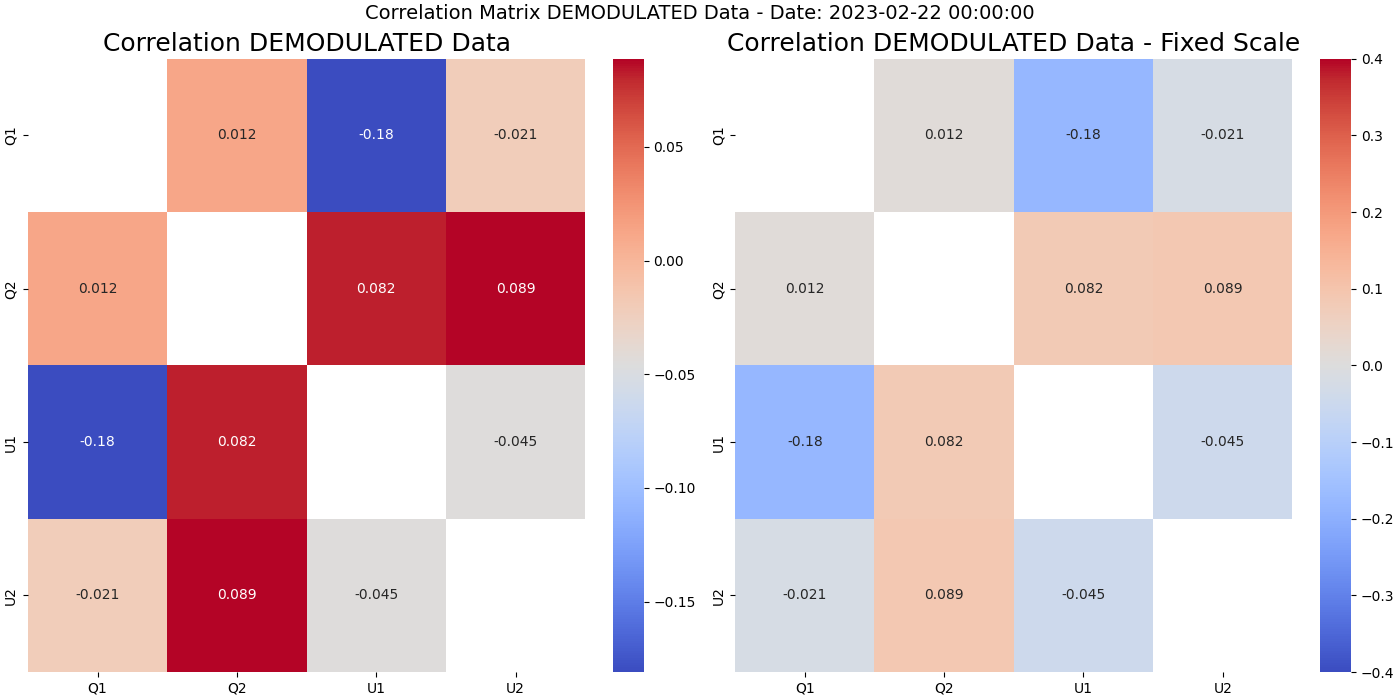 Correlation Matrix DEMODULATED Data - Date: 2023-02-22 00:00:00
Correlation DEMODULATED Data
Q1
0.012
-0.18
-0.021
Q2
0.012
0.082
0.089
U1
-0.18
0.082
-0.045
U2
-0.021
0.089
-0.045
Q1
Q2
U1
U2
0.05
0.00
−0.05
−0.10
−0.15
Correlation DEMODULATED Data - Fixed Scale
Q1
0.012
-0.18
-0.021
Q2
0.012
0.082
0.089
U1
-0.18
0.082
-0.045
U2
-0.021
0.089
-0.045
Q1
Q2
U1
U2
0.4
0.3
0.2
0.1
0.0
−0.1
−0.2
−0.3
−0.4